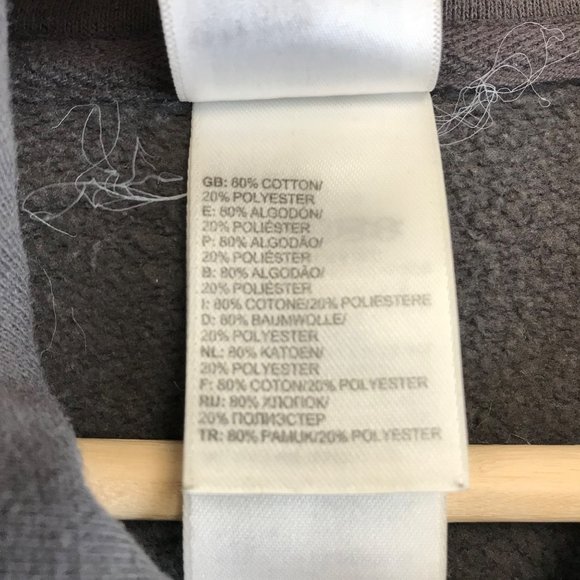 GB: 80% COTTON/
20% POLYESTER
E: 80% ALGODÓN/
20% POLIÉSTER
P: 80% ALGODÃO/
20% POLIÉSTER
B: 80% ALGODÃO/
20% POLIÉSTER
I: 80% COTONE/20% POLIESTERE
D: 80% BAUMWOLLE/
20% POLYESTER
NL: 80% KATOEN/
20% POLYESTER
F: 80% COTON/20% POLYESTER
RU: 80% ХЛОПОК/
20% ПОЛИЭСТЕР
TR: 80% PAMUK/20% POLYESTER